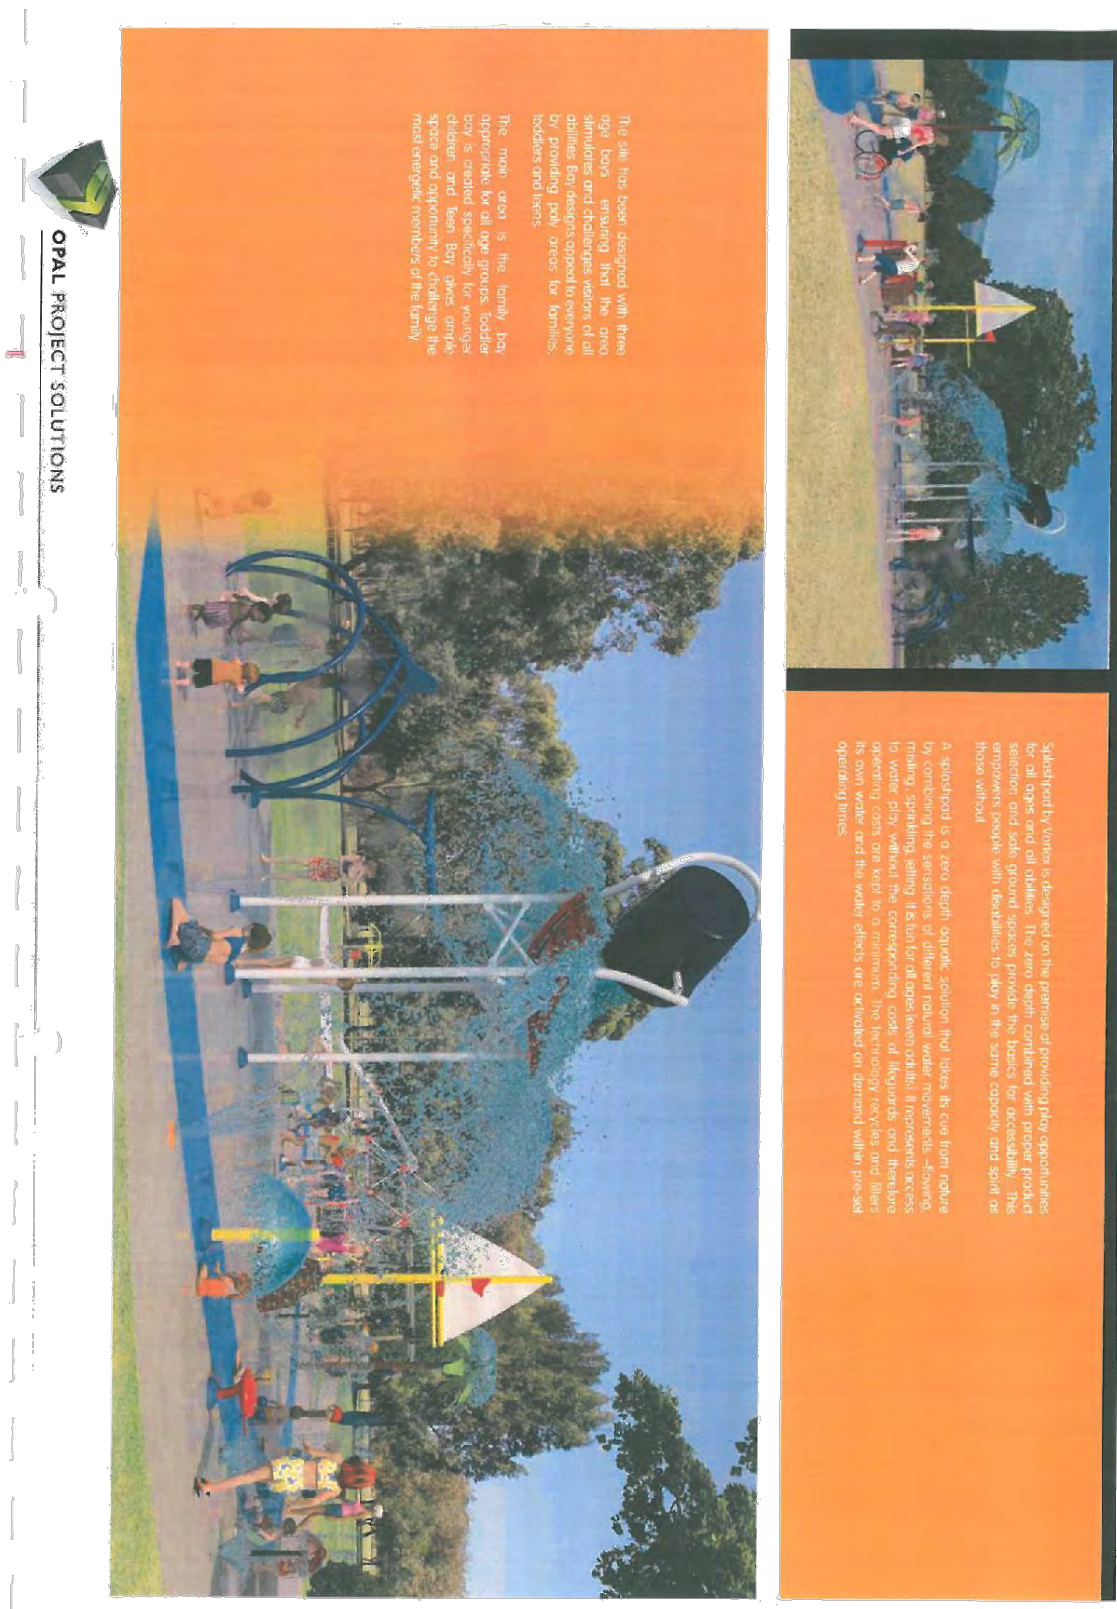 Splashpad by Vortex is designed on the premise of providing play opportunities
for all ages and all abilities. The zero depth combined with proper product
selection and safe ground spaces provide the basics for accessibility. This
empowers people with disabilities to play in the same capacity and spirit as
those without.
A splashpad is a zero depth aquatic solution that takes its cue from nature
by combining the sensations of different natural water movements –flowing,
misting, sprinkling, jetting. It is fun for all ages (even adults). It represents access
to water play without the corresponding costs of lifeguards and therefore
operating costs are kept to a minimum. The technology recycles and filters
its own water and the water effects are activated on demand within pre-set
operating times.
The site has been designed with three
age bays ensuring that the area
stimulates and challenges visitors of all
abilities. Bay designs appeal to everyone
by providing paly areas for families,
toddlers and teens.
The main area is the family bay
appropriate for all age groups. Toddler
bay is created specifically for younger
children and Teen Bay gives ample
space and opportunity to challenge the
most energetic members of the family.
OPAL PROJECT SOLUTIONS